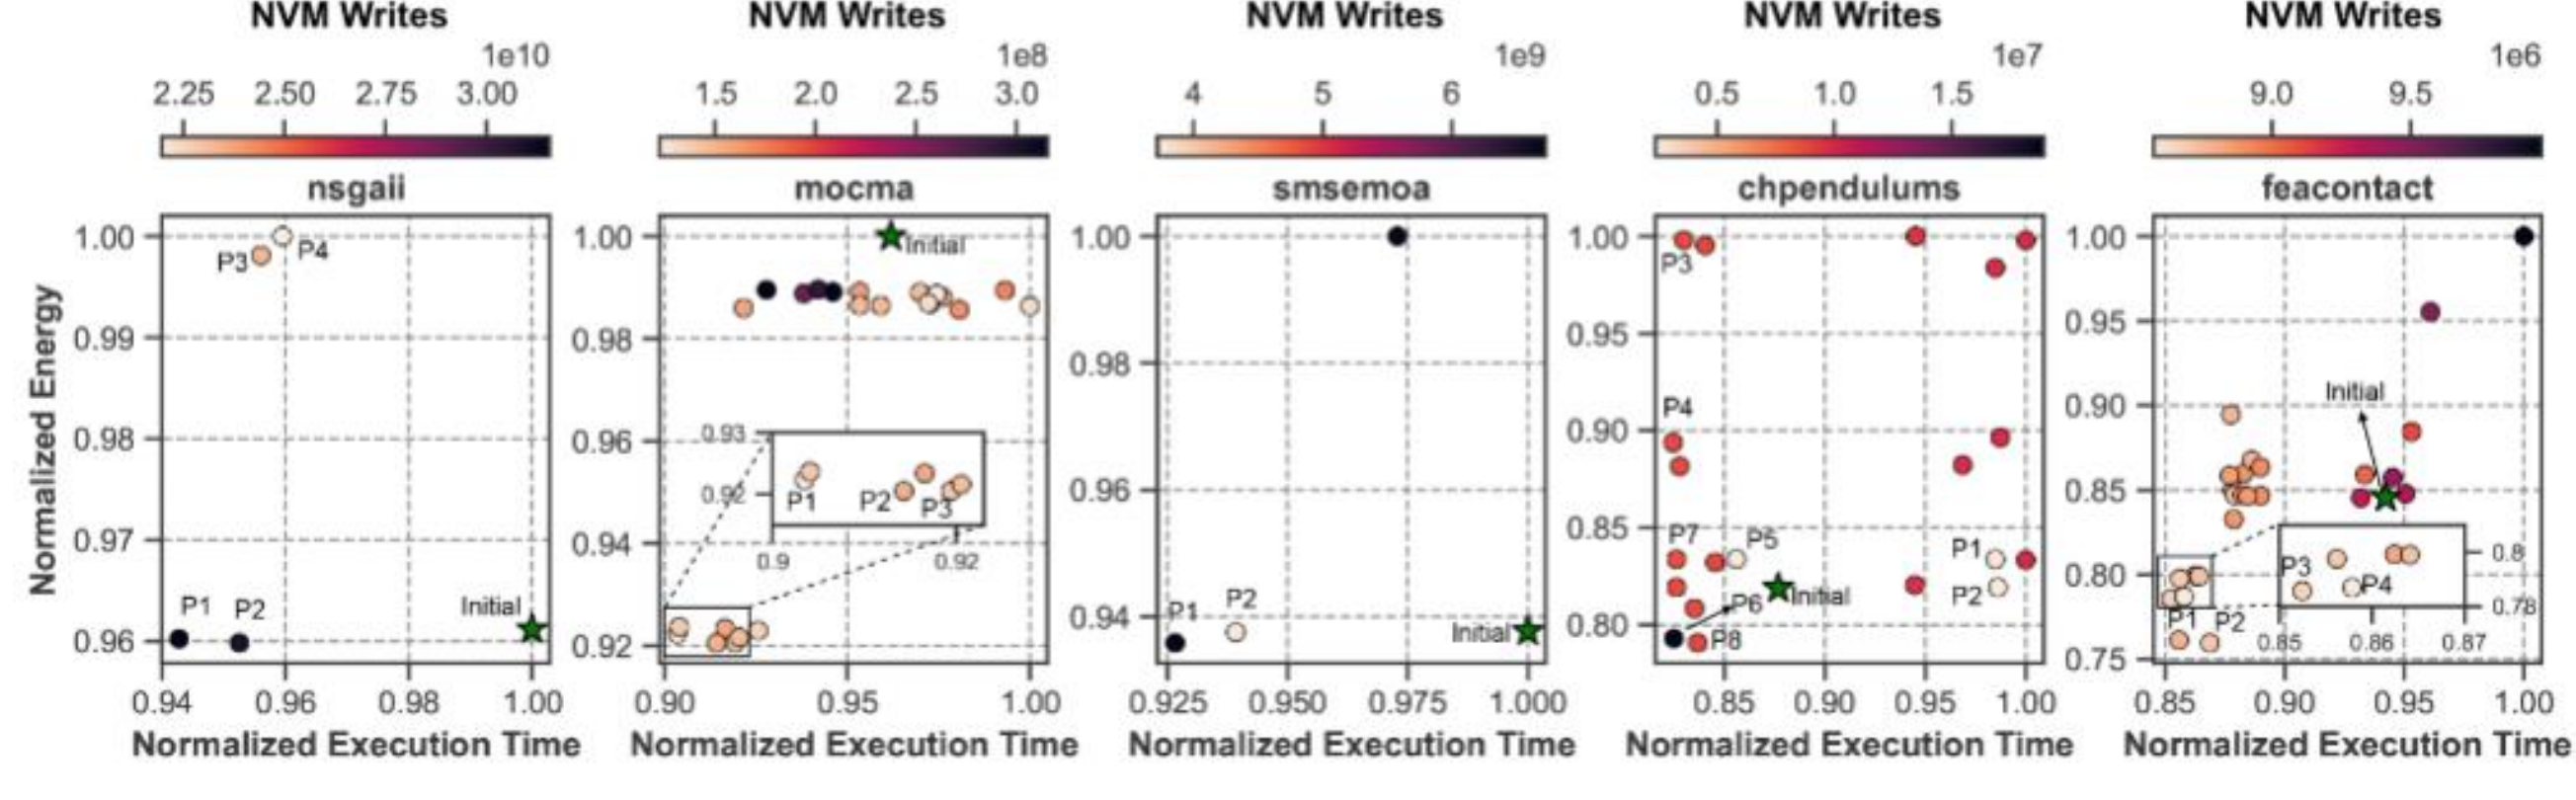 NVM Writes NVM Writes NVM Writes NVM Writes NVM Writes
1e10 1e8 1e9 1e7 1e6
2.25 2.50 2.75 3.00 1.5 2.0 2.5 3.0 4 5 6 0.5 1.0 1.5 9.0 9.5
nsgaii mocma smsemoa chpendulums feacontact
Normalized Energy
1.00
0.99
0.98
0.97
0.96
P3
P4
P1
P2
Initial
0.94 0.96 0.98 1.00
Normalized Execution Time
1.00
0.98
0.96
0.94
0.92
Initial
0.93
0.92
P1
P2
P3
0.9 0.92
0.90 0.95 1.00
Normalized Execution Time
1.00
0.98
0.96
0.94
P1
P2
Initial
0.925 0.950 0.975 1.000
Normalized Execution Time
1.00
0.95
0.90
0.85
0.80
P3
P4
P7
P5
P1
P2
P6
Initial
P8
0.85 0.90 0.95 1.00
Normalized Execution Time
1.00
0.95
0.90
0.85
0.80
0.75
Initial
P3
P4
0.8
0.78
P1
P2
0.85 0.86 0.87
0.85 0.90 0.95 1.00
Normalized Execution Time